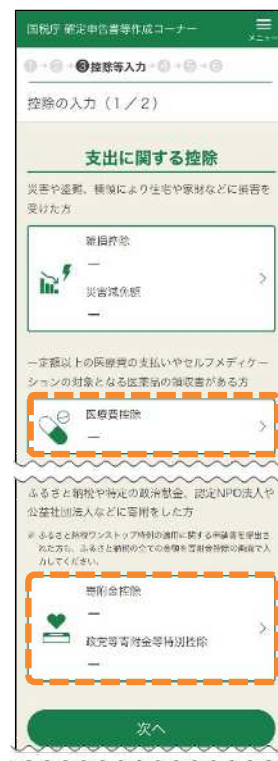 国税庁 確定申告書等作成コーナー
メニュー
❸控除等入力
控除の入力（1／2）
支出に関する控除
災害や盗難、横領により住宅や家財などに損害を
受けた方
雑損控除
―
災害減免額
―
一定額以上の医療費の支払いやセルフメディケー
ションの対象となる医薬品の領収書がある方
医療費控除
―
ふるさと納税や特定の政治献金、認定NPO法人や
公益社団法人などに寄附をした方
※ ふるさと納税ワンストップ特例の適用に関する申請書を提出さ
れた方も、ふるさと納税の全ての金額を寄附金控除の画面で入
力してください。
寄附金控除
―
政党等寄附金等特別控除
―
次へ